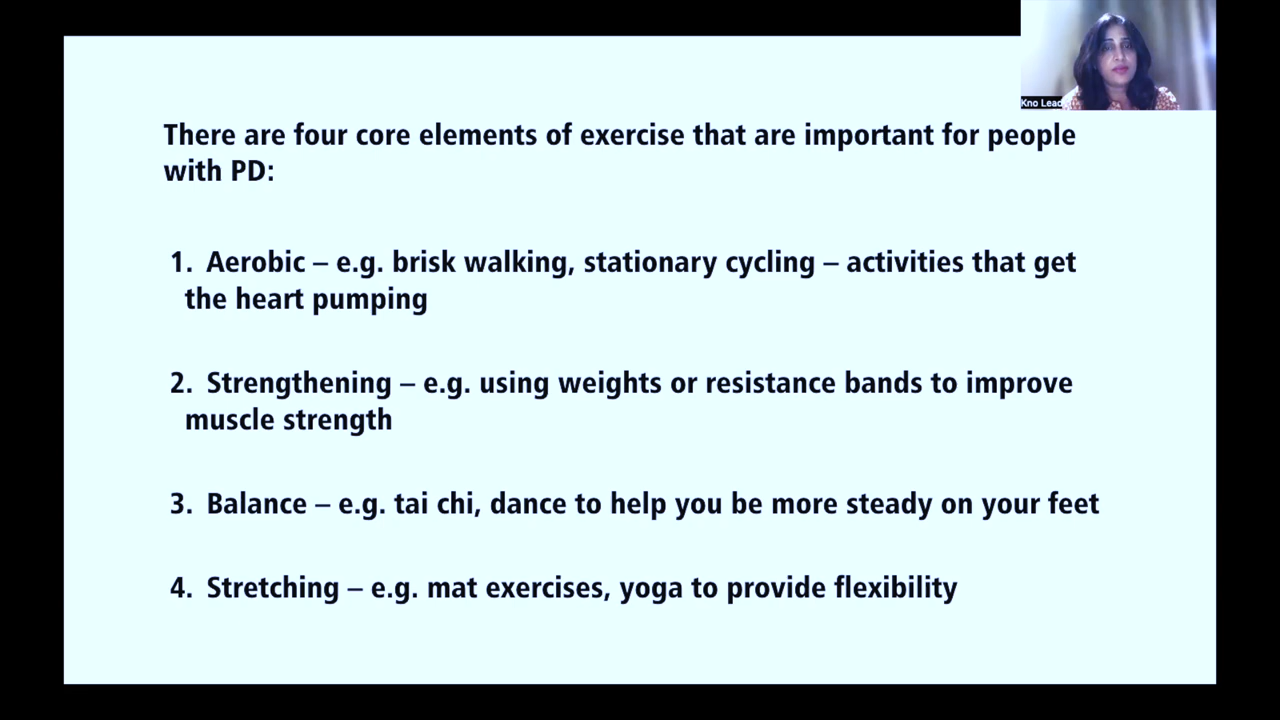 Kno Lead
There are four core elements of exercise that are important for people
with PD:
1. Aerobic – e.g. brisk walking, stationary cycling – activities that get
the heart pumping
2. Strengthening – e.g. using weights or resistance bands to improve
muscle strength
3. Balance – e.g. tai chi, dance to help you be more steady on your feet
4. Stretching – e.g. mat exercises, yoga to provide flexibility